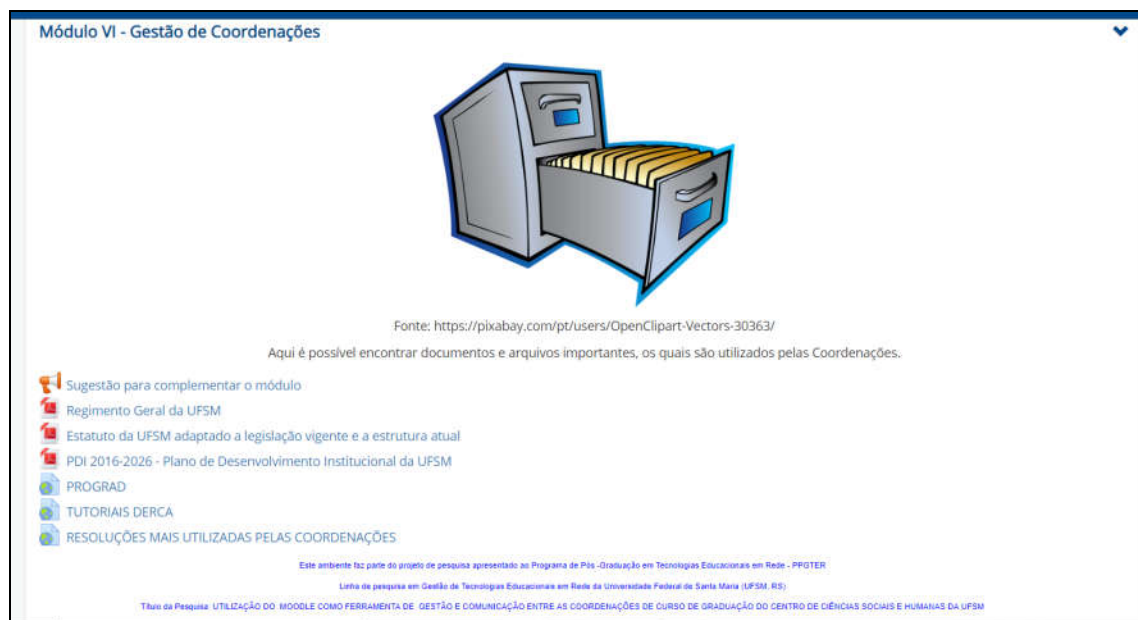 Módulo VI - Gestão de Coordenações
Fonte: https://pixabay.com/pt/users/OpenClipart-Vectors-30363/
Aqui é possível encontrar documentos e arquivos importantes, os quais são utilizados pelas Coordenações.
Sugestão para complementar o módulo
Regimento Geral da UFSM
Estatuto da UFSM adaptado a legislação vigente e a estrutura atual
PDI 2016-2026 - Plano de Desenvolvimento Institucional da UFSM
PROGRAD
TUTORIAIS DERCA
RESOLUÇÕES MAIS UTILIZADAS PELAS COORDENAÇÕES
Este ambiente faz parte do projeto de pesquisa apresentado ao Programa de Pós -Graduação em Tecnologias Educacionais em Rede - PPGTER
Linha de pesquisa em Gestão de Tecnologias Educacionais em Rede da Universidade Federal de Santa Maria (UFSM, RS)
Título da Pesquisa: UTILIZAÇÃO DO MOODLE COMO FERRAMENTA DE GESTÃO E COMUNICAÇÃO ENTRE AS COORDENAÇÕES DE CURSO DE GRADUAÇÃO DO CENTRO DE CIÊNCIAS SOCIAIS E HUMANAS DA UFSM